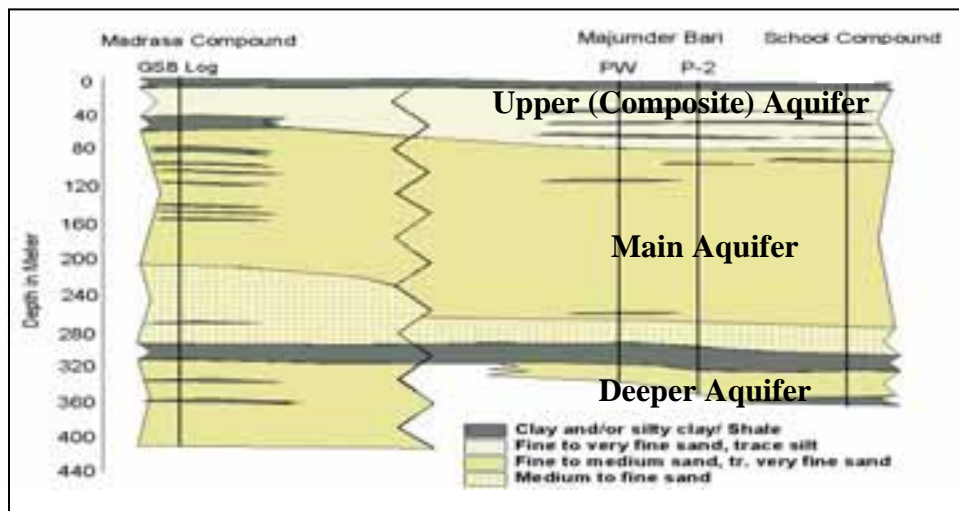 Madrasa Compound
Majumder Bari
School Compound
GSB Log
PW
P-2
0
40
80
120
160
200
240
280
320
360
400
440
Depth in Meter
Upper (Composite) Aquifer
Main Aquifer
Deeper Aquifer
Clay and/or silty clay/ Shale
Fine to very fine sand, trace silt
Fine to medium sand, tr. very fine sand
Medium to fine sand